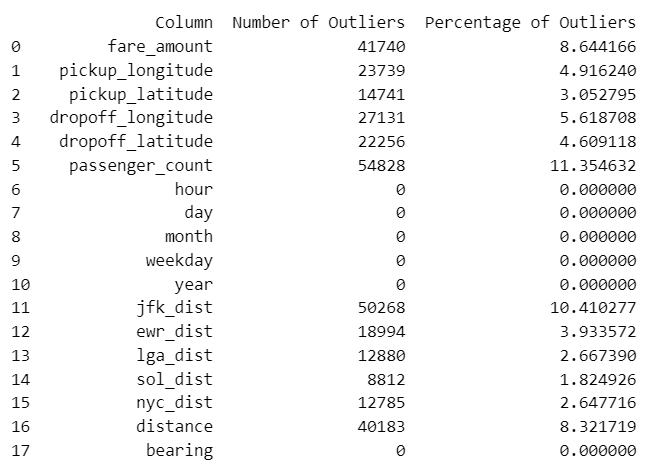 Column Number of Outliers Percentage of Outliers
0 fare_amount 41740 8.644166
1 pickup_longitude 23739 4.916240
2 pickup_latitude 14741 3.052795
3 dropoff_longitude 27131 5.618708
4 dropoff_latitude 22256 4.609118
5 passenger_count 54828 11.354632
6 hour 0 0.000000
7 day 0 0.000000
8 month 0 0.000000
9 weekday 0 0.000000
10 year 0 0.000000
11 jfk_dist 50268 10.410277
12 ewr_dist 18994 3.933572
13 lga_dist 12880 2.667390
14 sol_dist 8812 1.824926
15 nyc_dist 12785 2.647716
16 distance 40183 8.321719
17 bearing 0 0.000000